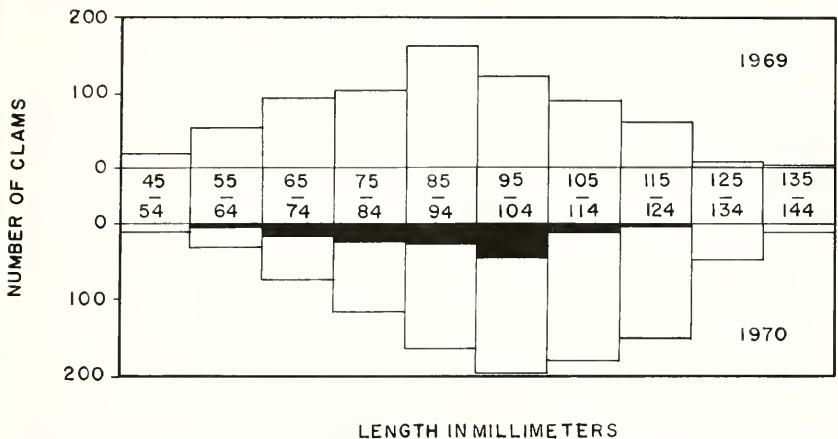 200
1969
100
NUMBER OF CLAMS
0
45 55 65 75 85 95 105 115 125 135
– – – – – – – – – –
54 64 74 84 94 104 114 124 134 144
0
100
1970
200
LENGTH IN MILLIMETERS